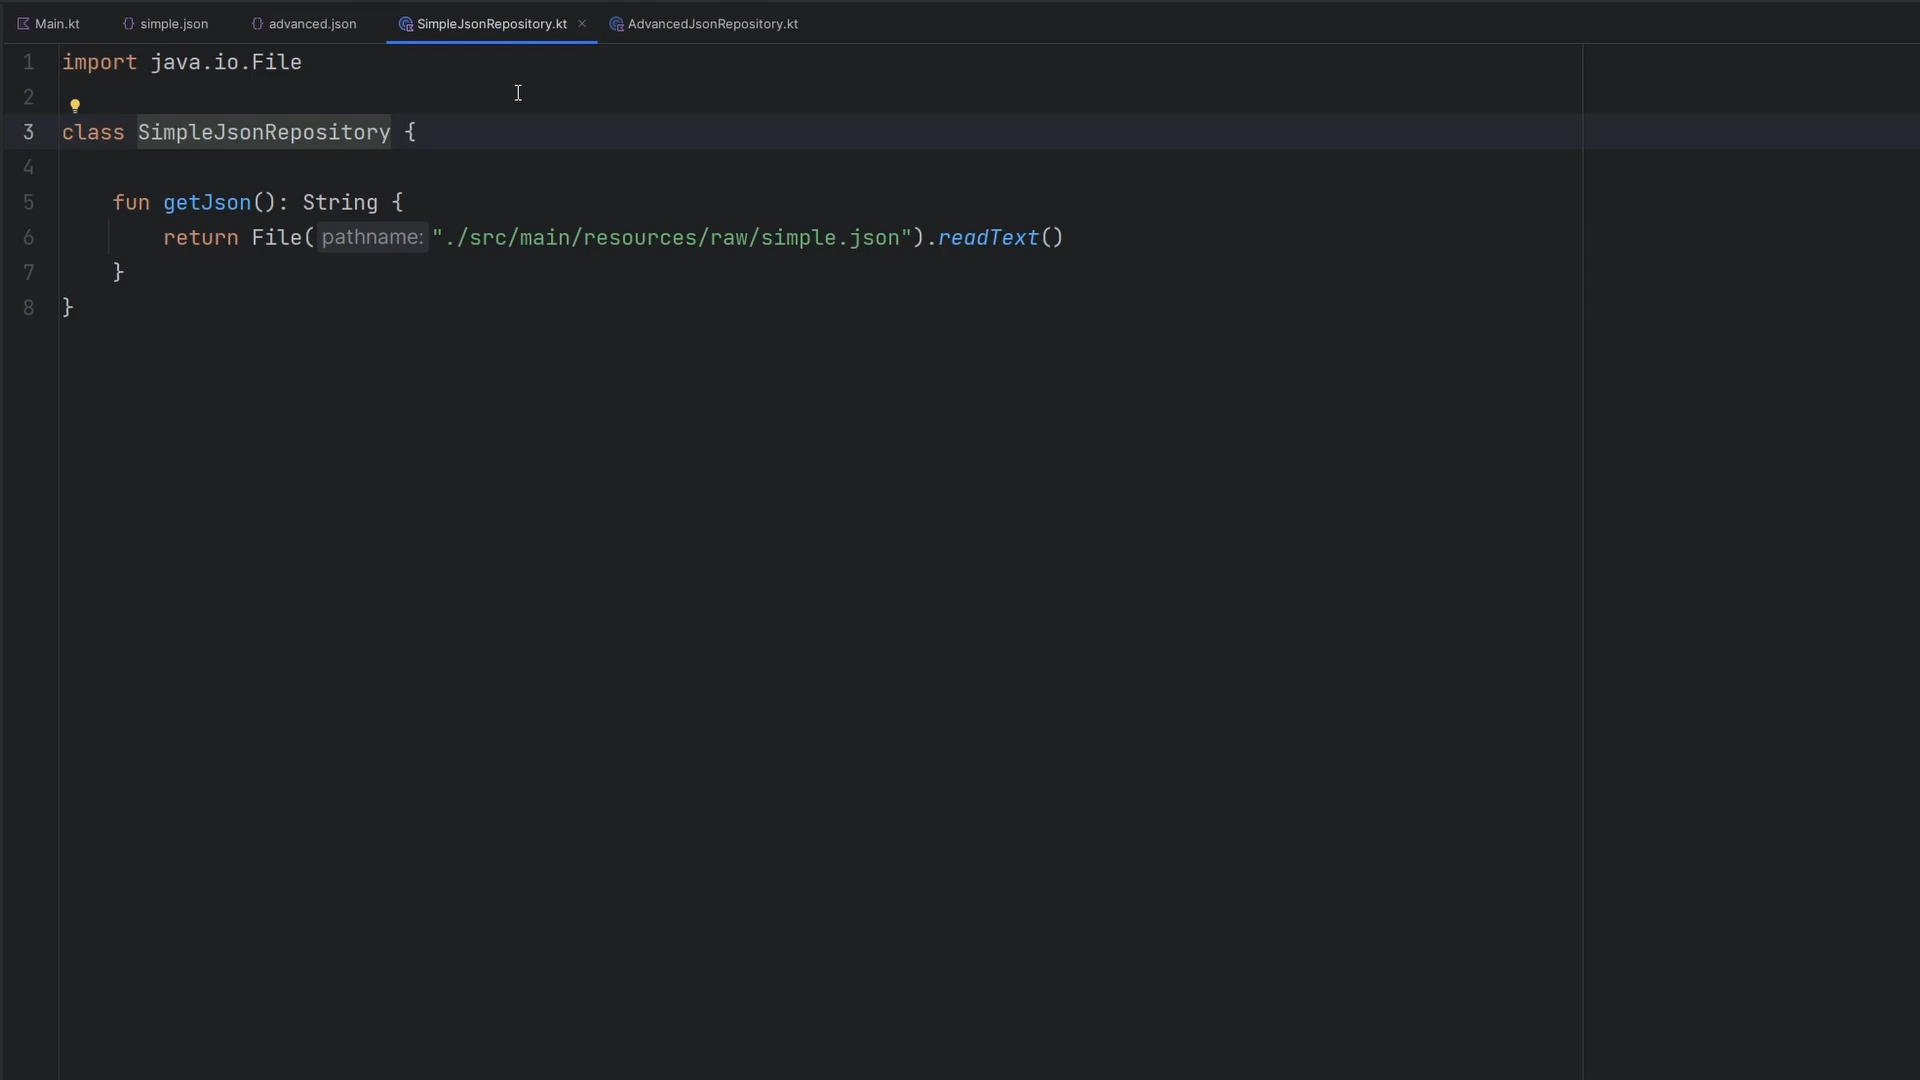 Main.kt simple.json advanced.json SimpleJsonRepository.kt AdvancedJsonRepository.kt
1 import java.io.File
2
3 class SimpleJsonRepository {
4
5 fun getJson(): String {
6 return File( pathname: "./src/main/resources/raw/simple.json").readText()
7 }
8 }